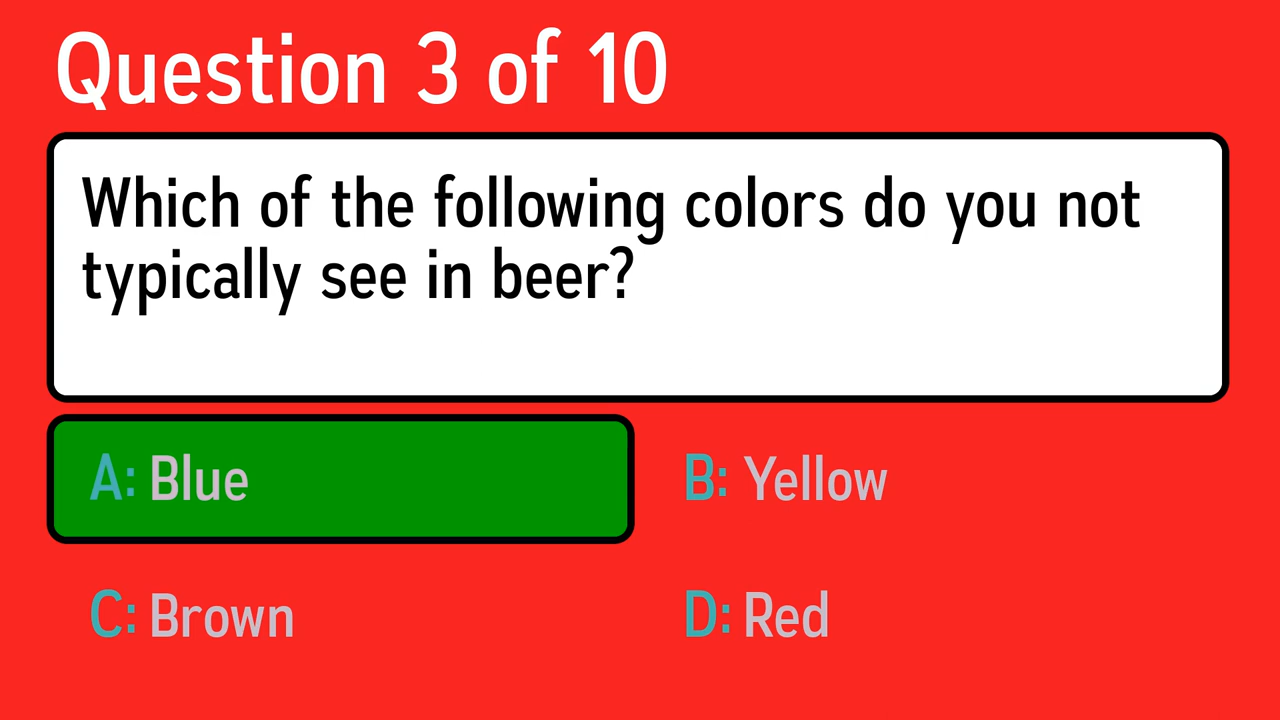 Question 3 of 10
Which of the following colors do you not
typically see in beer?
A: Blue
B: Yellow
C: Brown
D: Red